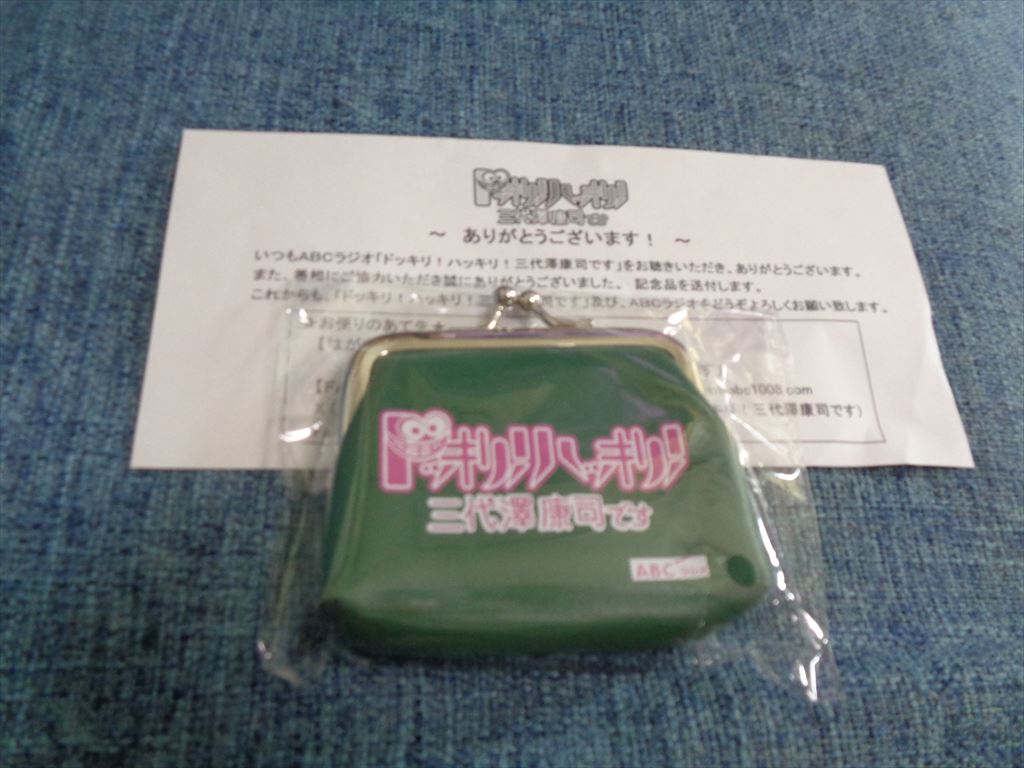 ドッキリ!ハッキリ!
三代澤康司です
～ ありがとうございます！ ～
いつもABCラジオ「ドッキリ！ハッキリ！三代澤康司です」をお聴きいただき、ありがとうございます。
また、番組にご協力いただき誠にありがとうございました。 記念品を送付します。
これからも、「ドッキリ！ハッキリ！三代澤康司です」及び、ABCラジオをどうぞよろしくお願い致します。
お便りのあて先
abc1008.com
！三代澤康司です）
ドッキリ!ハッキリ!
三代澤康司です
ABCラジオ